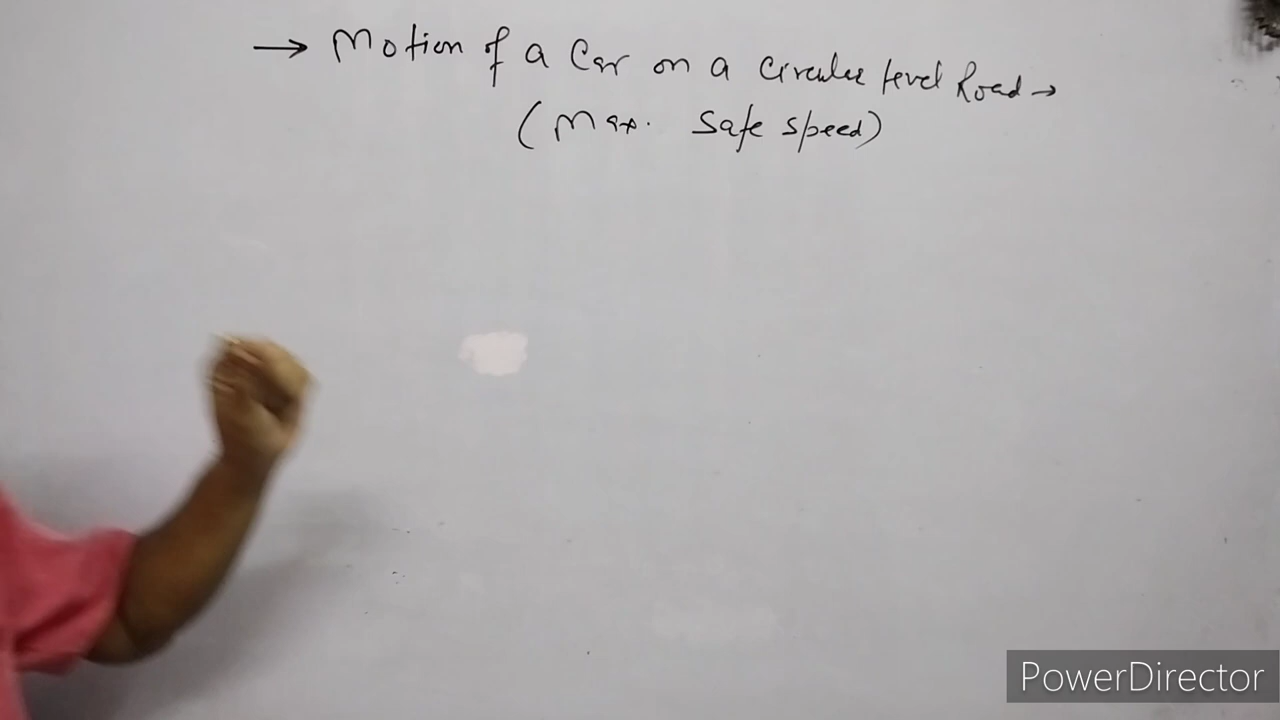 → Motion of a Car on a Circular level Road →
(Max. Safe speed)
PowerDirector